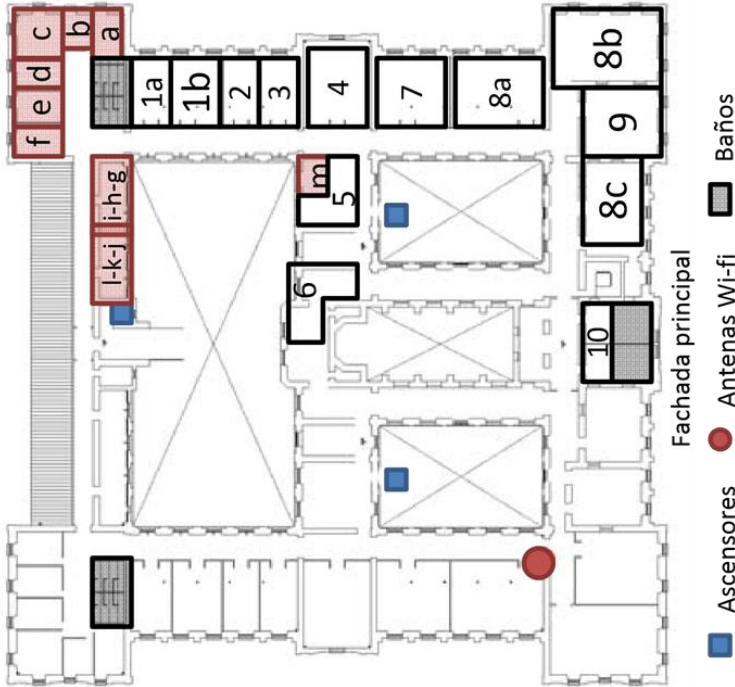 f e d c
b
l-k-j i-h-g a
1a
1b
2
3
6 m
5 4
7
8a
10 8c 9 8b
Fachada principal
Ascensores Antenas Wi-fi Baños